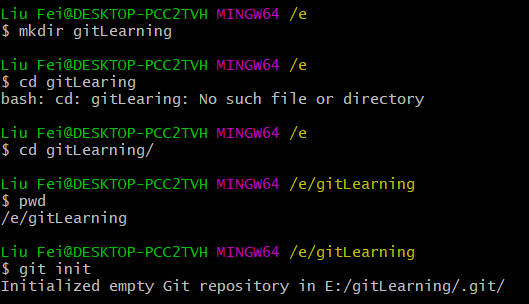 Liu Fei@DESKTOP-PCC2TVH MINGW64 /e
$ mkdir gitLearning
Liu Fei@DESKTOP-PCC2TVH MINGW64 /e
$ cd gitLearing
bash: cd: gitLearing: No such file or directory
Liu Fei@DESKTOP-PCC2TVH MINGW64 /e
$ cd gitLearning/
Liu Fei@DESKTOP-PCC2TVH MINGW64 /e/gitLearning
$ pwd
/e/gitLearning
Liu Fei@DESKTOP-PCC2TVH MINGW64 /e/gitLearning
$ git init
Initialized empty Git repository in E:/gitLearning/.git/